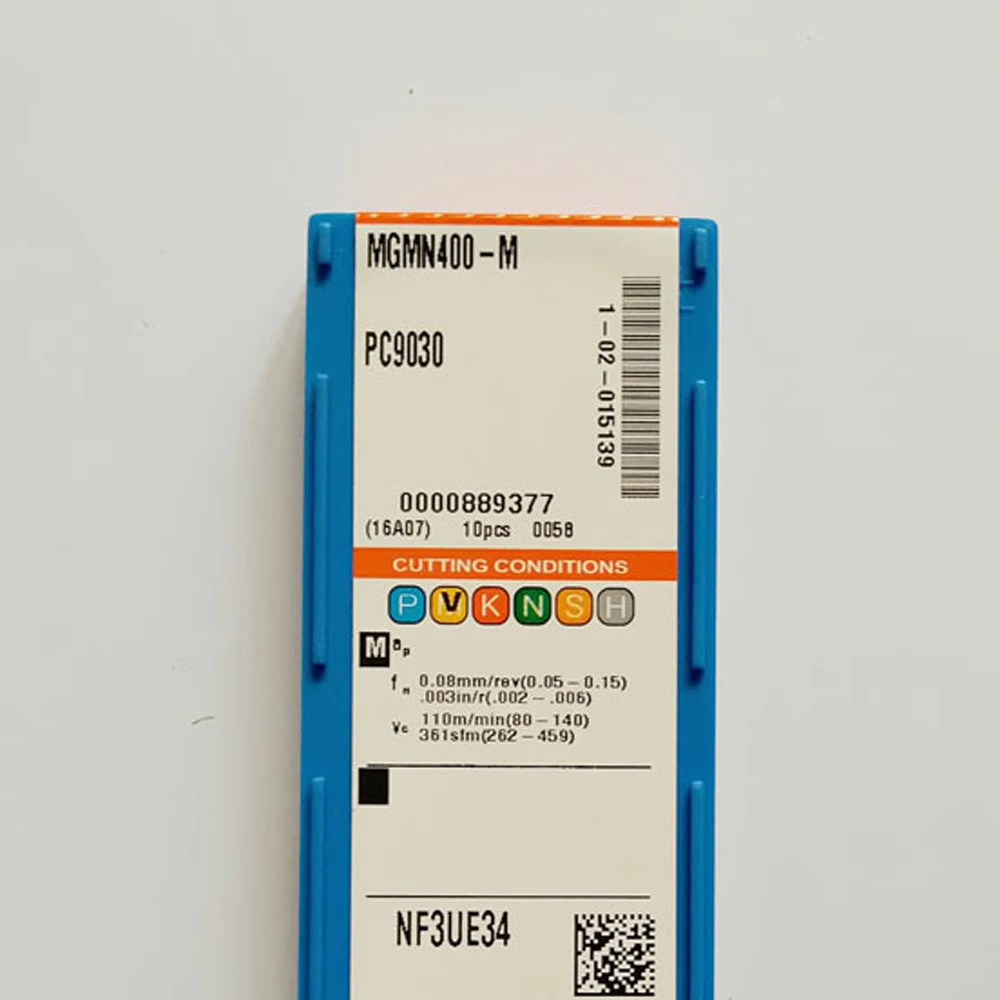 MGMN400-M
PC9030
1-02-015139
0000889377
(16A07) 10pcs 0058
CUTTING CONDITIONS
P M K N S H
M ap
fn 0.08mm/rev(0.05-0.15)
.003in/r(.002-.006)
Vc 110m/min(80-140)
361sfm(262-459)
NF3UE34